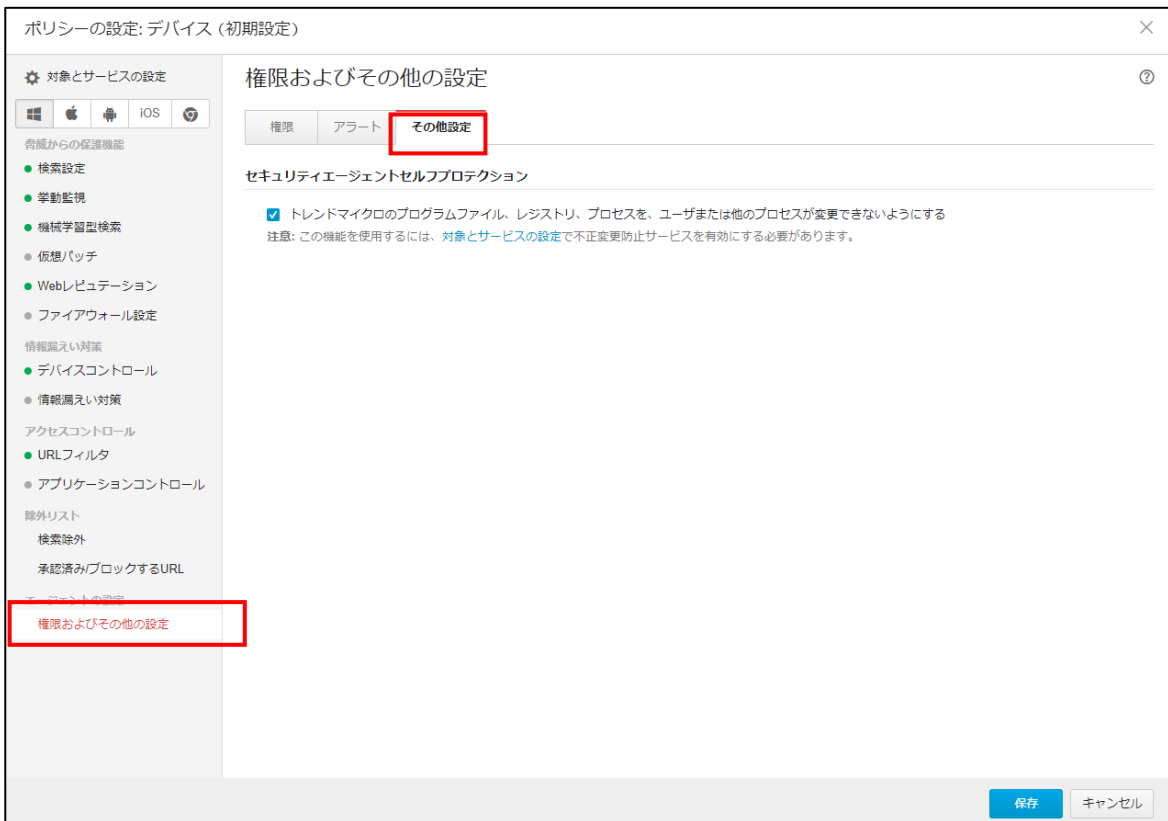 ポリシーの設定: デバイス (初期設定)
対象とサービスの設定
iOS
脅威からの保護機能
検索設定
挙動監視
機械学習型検索
仮想パッチ
Webレピュテーション
ファイアウォール設定
情報漏えい対策
デバイスコントロール
情報漏えい対策
アクセスコントロール
URLフィルタ
アプリケーションコントロール
除外リスト
検索除外
承認済み/ブロックするURL
エージェントの設定
権限およびその他の設定
権限およびその他の設定
権限 アラート その他設定
セキュリティエージェントセルフプロテクション
トレンドマイクロのプログラムファイル、レジストリ、プロセスを、ユーザまたは他のプロセスが変更できないようにする
注意: この機能を使用するには、対象とサービスの設定で不正変更防止サービスを有効にする必要があります。
保存 キャンセル